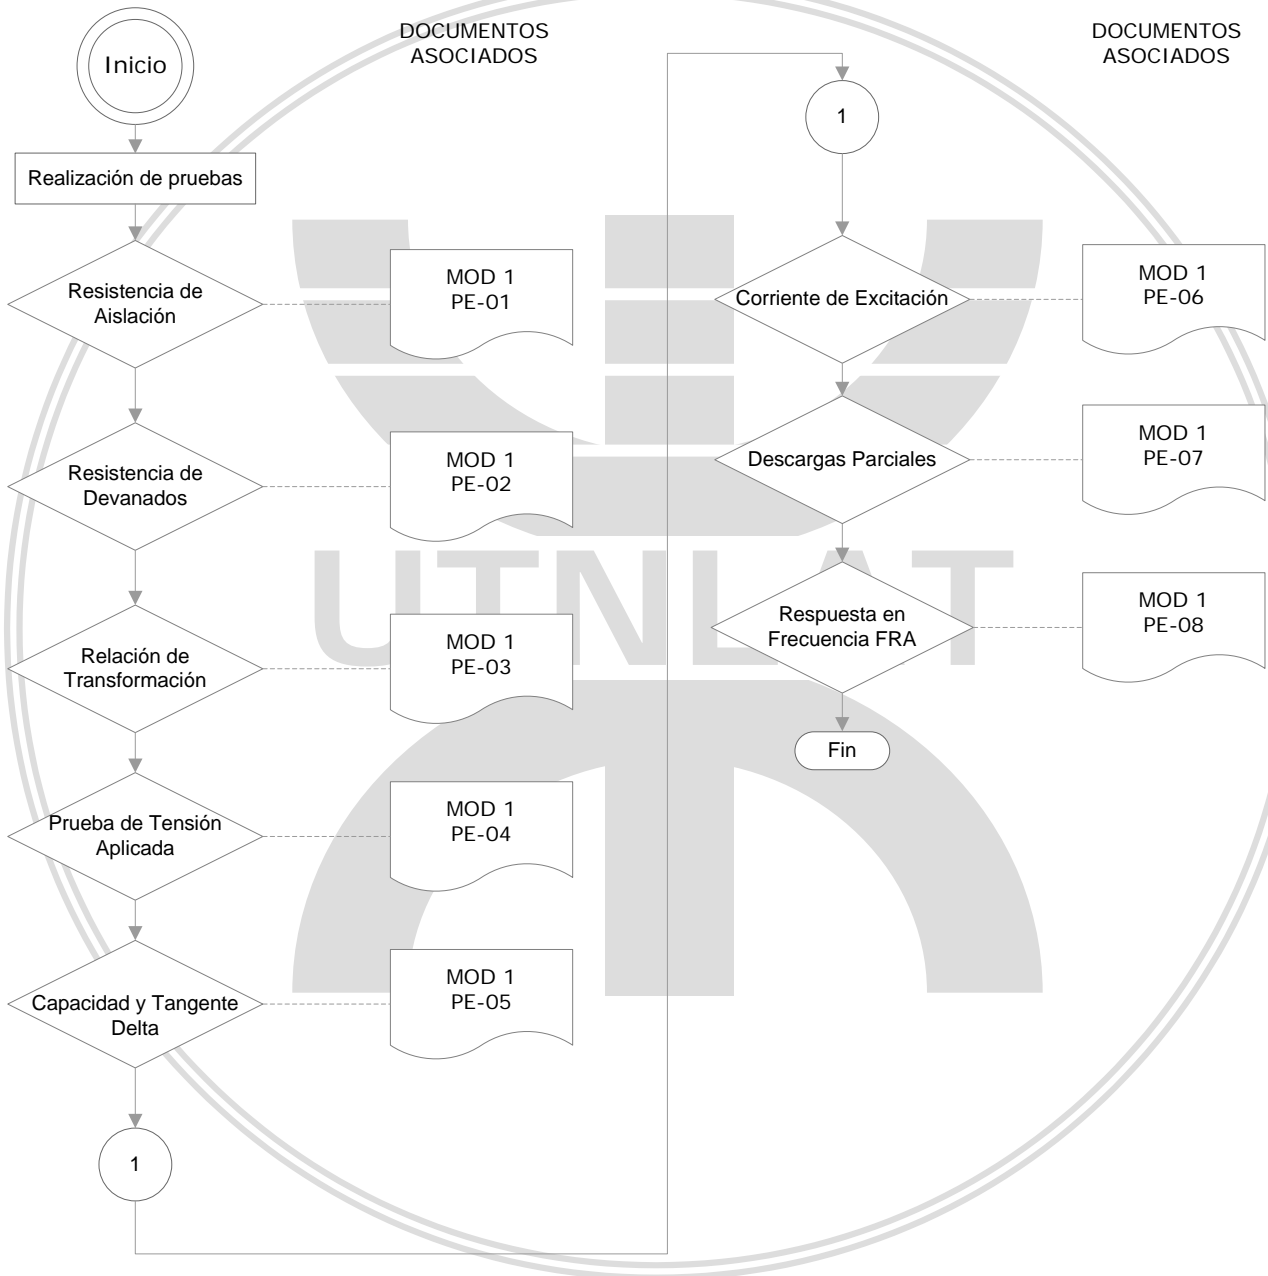 Inicio
DOCUMENTOS
ASOCIADOS
Realización de pruebas
Resistencia de
Aislación
MOD 1
PE-01
Resistencia de
Devanados
MOD 1
PE-02
Relación de
Transformación
MOD 1
PE-03
Prueba de Tensión
Aplicada
MOD 1
PE-04
Capacidad y Tangente
Delta
MOD 1
PE-05
1
DOCUMENTOS
ASOCIADOS
1
Corriente de Excitación
MOD 1
PE-06
Descargas Parciales
MOD 1
PE-07
Respuesta en
Frecuencia FRA
MOD 1
PE-08
Fin
UTNLAT